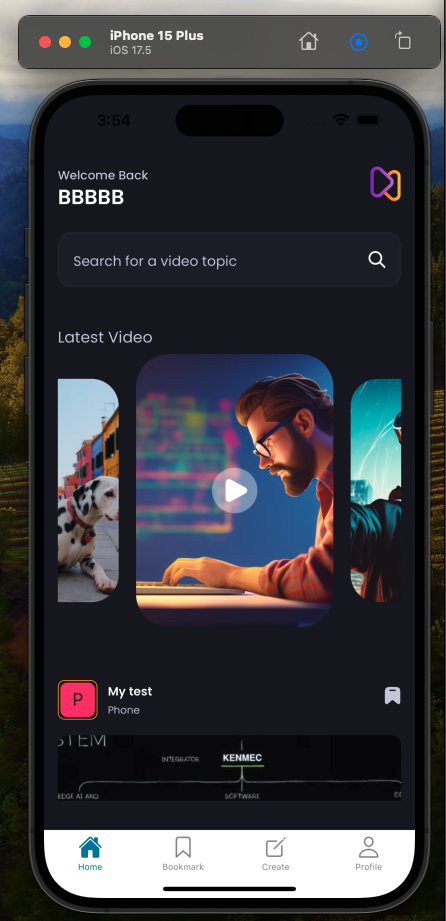 iPhone 15 Plus
iOS 17.5
3:54
Welcome Back
BBBBB
Search for a video topic
Latest Video
P
My test
Phone
STEM
INTEGRATOR
KENMEC
EDGE AI AND
SOFTWARE
CO
Home
Bookmark
Create
Profile